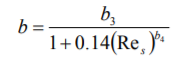 b = b₃ / (1+0.14(Reₛ)^b₄)